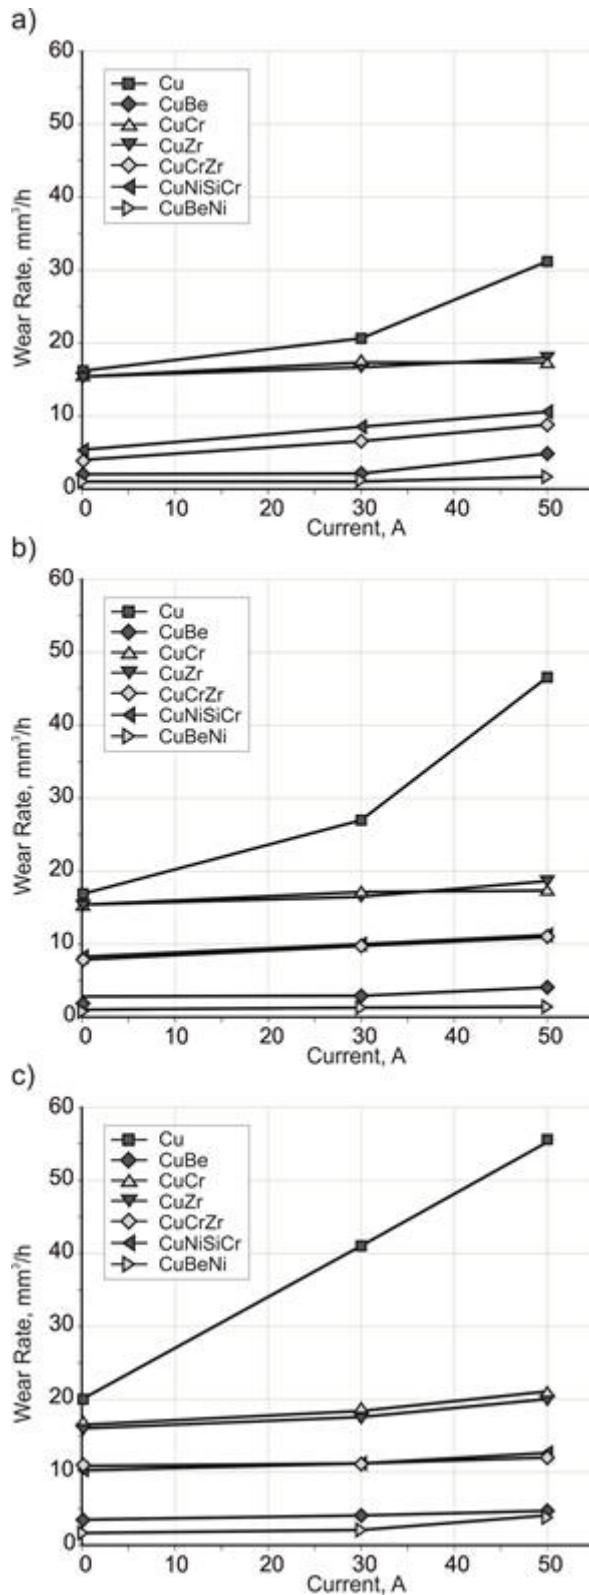 a)
60
50
40
30
20
10
0
Wear Rate, mm³/h
Cu
CuBe
CuCr
CuZr
CuCrZr
CuNiSiCr
CuBeNi
0 10 20 30 40 50
Current, A
b)
60
50
40
30
20
10
0
Wear Rate, mm³/h
Cu
CuBe
CuCr
CuZr
CuCrZr
CuNiSiCr
CuBeNi
0 10 20 30 40 50
Current, A
c)
60
50
40
30
20
10
0
Wear Rate, mm³/h
Cu
CuBe
CuCr
CuZr
CuCrZr
CuNiSiCr
CuBeNi
0 10 20 30 40 50
Current, A